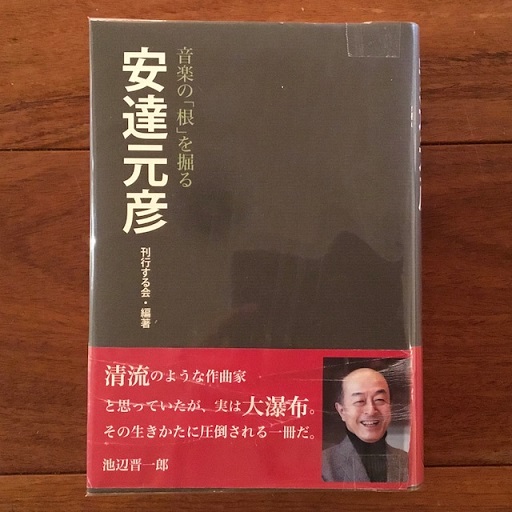 音楽の「根」を掘る
安達元彦
刊行する会・編著
清流のような作曲家
と思っていたが、実は大瀑布。
その生きかたに圧倒される一冊だ。
池辺晋一郎